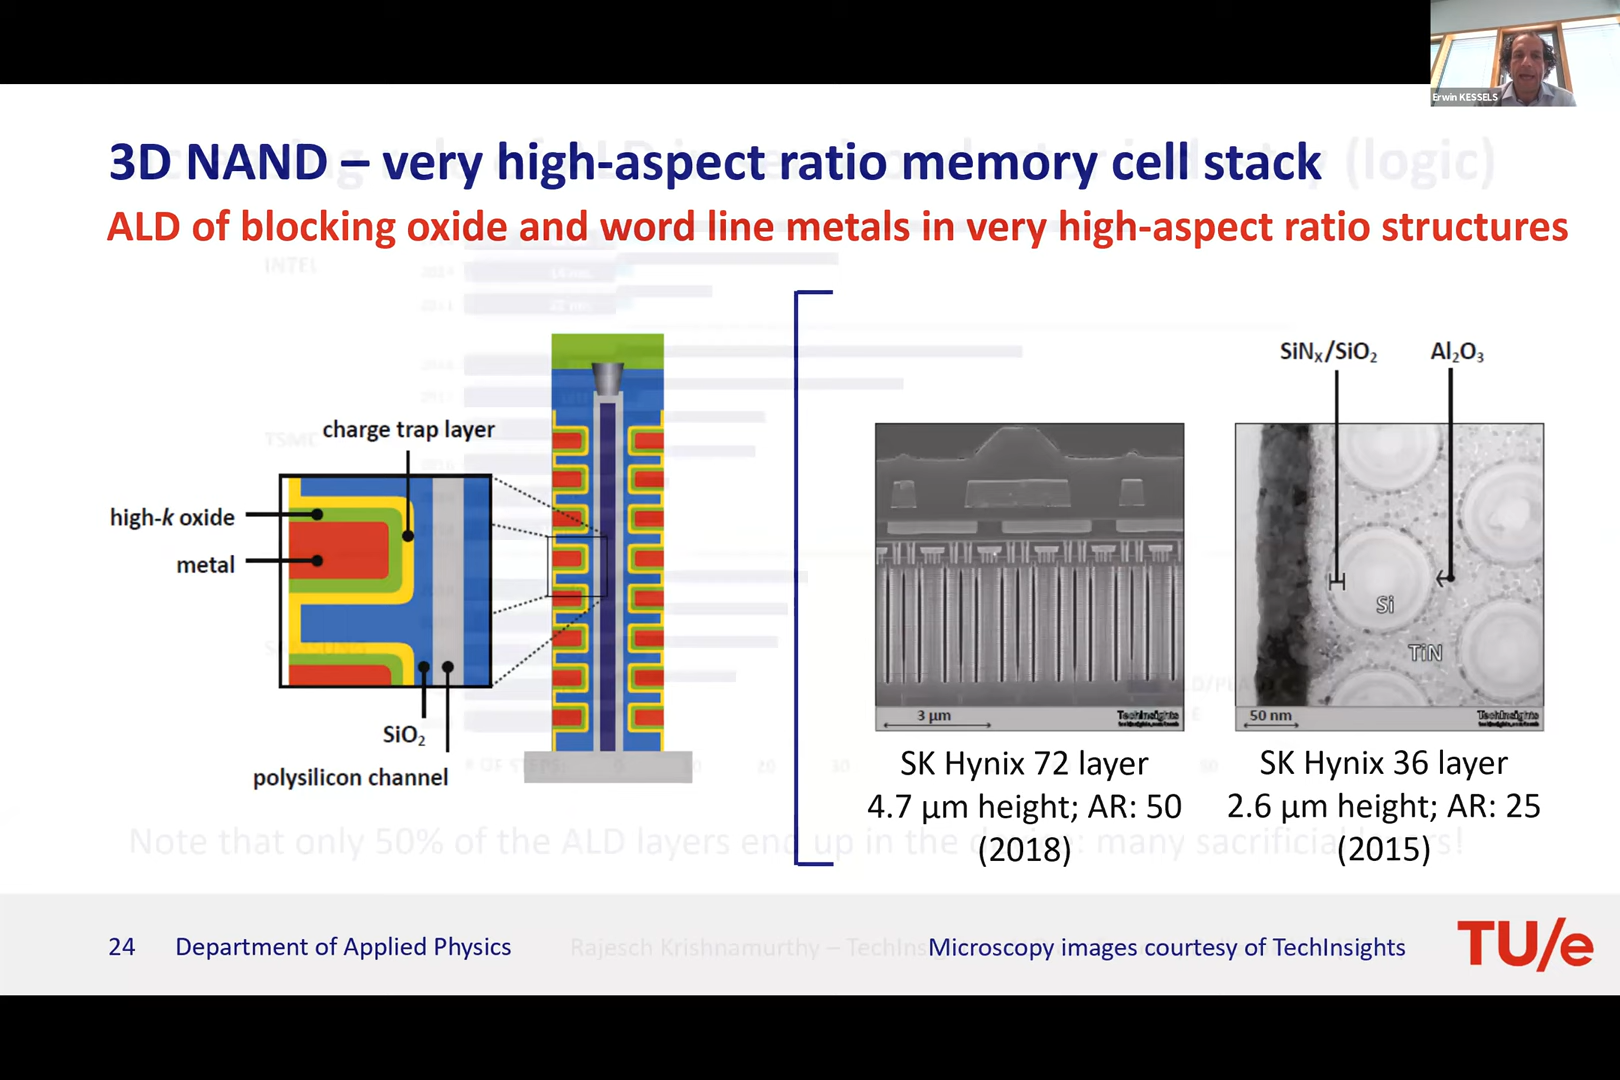 Erwin KESSELS
3D NAND – very high-aspect ratio memory cell stack
(logic)
ALD of blocking oxide and word line metals in very high-aspect ratio structures
INTEL
SiNₓ/SiO₂
Al₂O₃
charge trap layer
high-k oxide
metal
SiO₂
polysilicon channel
Si
TiN
3 µm
TechInsights
50 nm
TechInsights
SK Hynix 72 layer
4.7 µm height; AR: 50
(2018)
SK Hynix 36 layer
2.6 µm height; AR: 25
(2015)
Note that only 50% of the ALD layers end up in the : many sacrificial layers!
24
Department of Applied Physics
Rajesch Krishnamurthy –
Microscopy images courtesy of TechInsights
TU/e